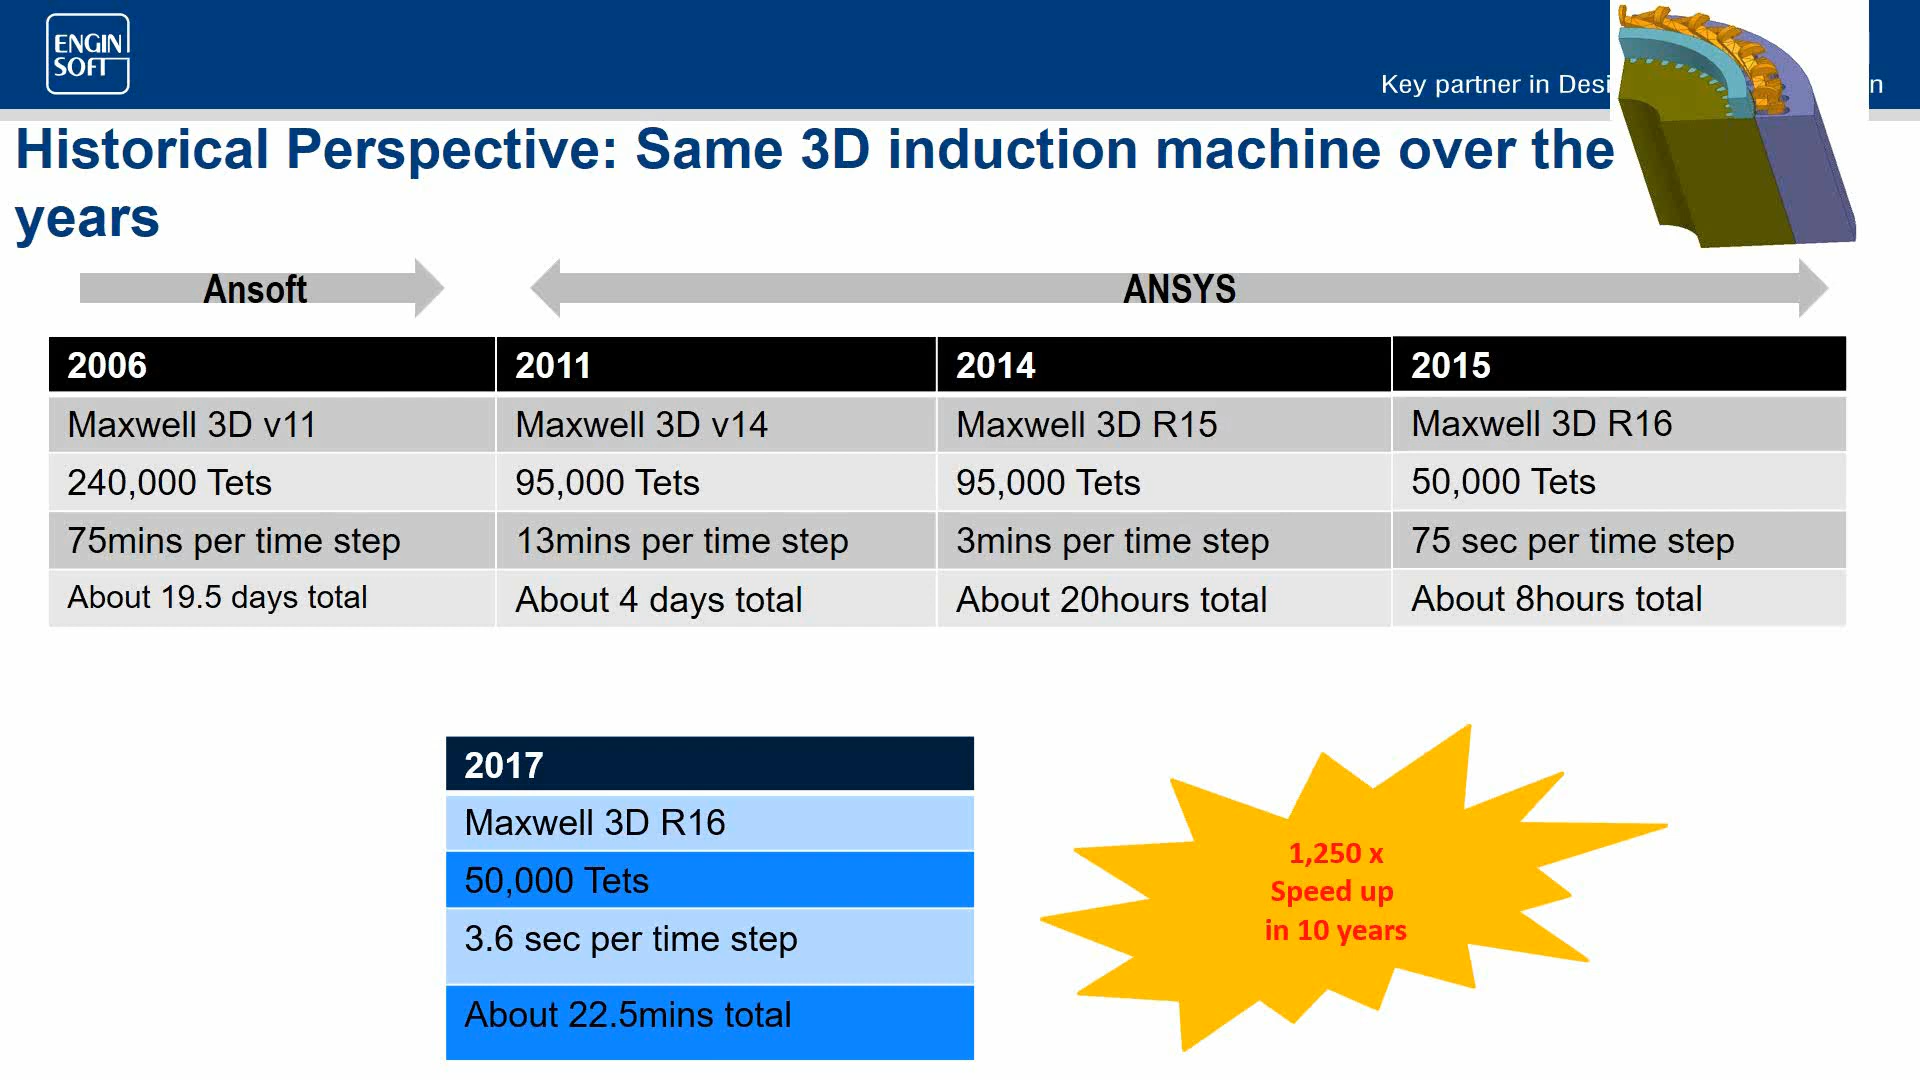 ENGIN
SOFT
Key partner in Desi
n
Historical Perspective: Same 3D induction machine over the
years
Ansoft
ANSYS
2006 2011 2014 2015
Maxwell 3D v11 Maxwell 3D v14 Maxwell 3D R15 Maxwell 3D R16
240,000 Tets 95,000 Tets 95,000 Tets 50,000 Tets
75mins per time step 13mins per time step 3mins per time step 75 sec per time step
About 19.5 days total About 4 days total About 20hours total About 8hours total
2017
Maxwell 3D R16
50,000 Tets
3.6 sec per time step
About 22.5mins total
1,250 x
Speed up
in 10 years